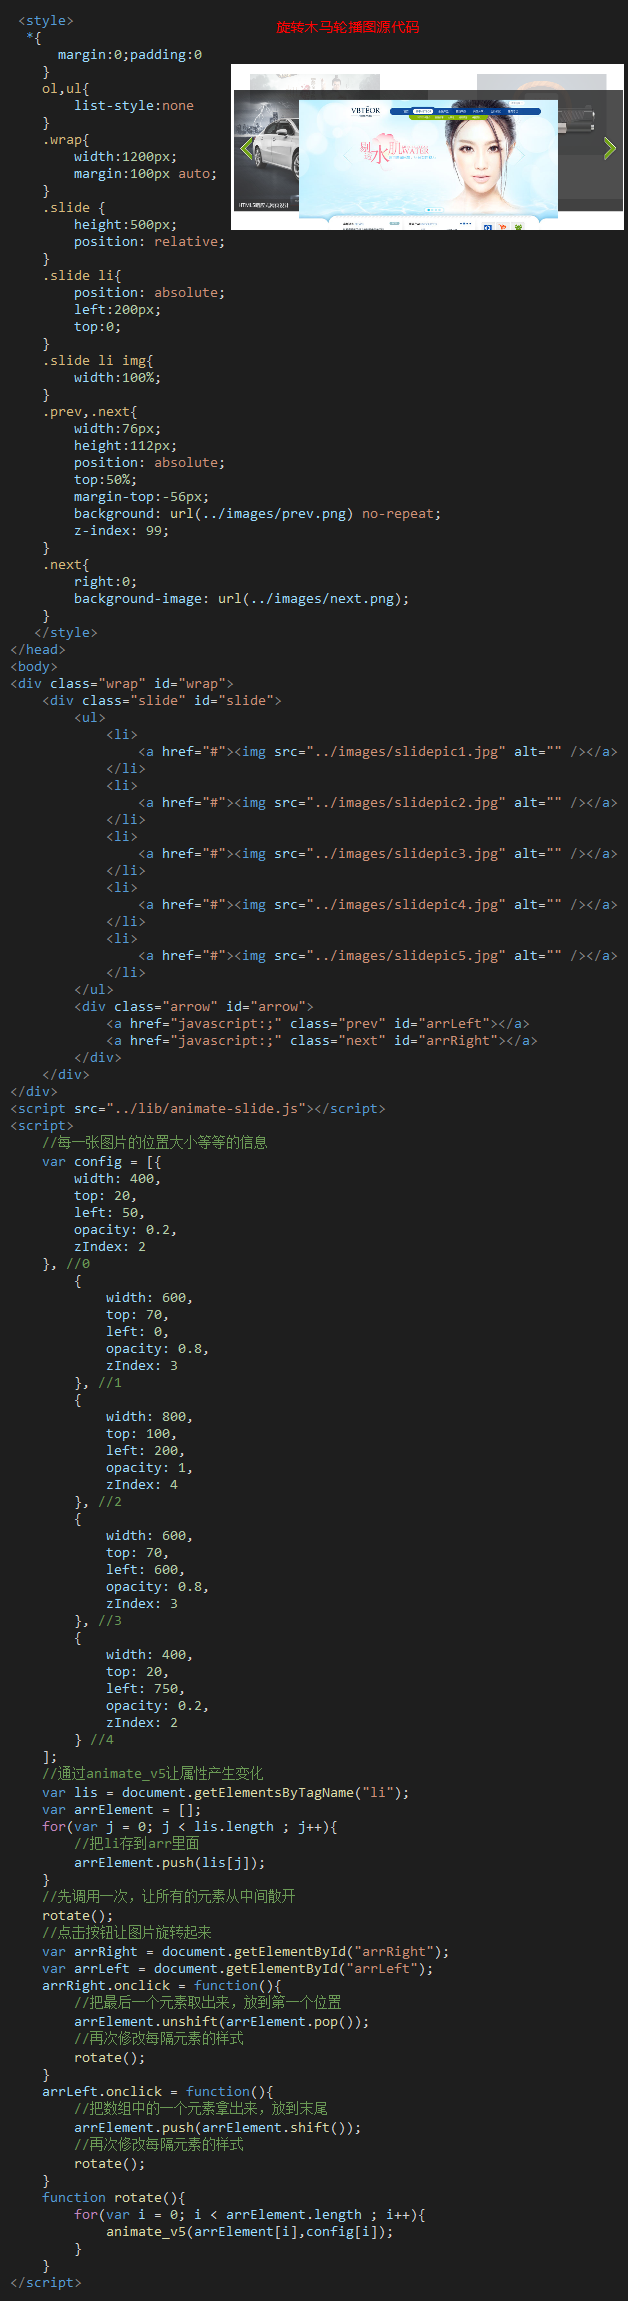 <style>
旋转木马轮播图源代码
*{
margin:0;padding:0
}
ol,ul{
list-style:none
}
.wrap{
width:1200px;
margin:100px auto;
}
.slide {
height:500px;
position: relative;
}
VBTEOR
水
肌
WATER
.slide li{
position: absolute;
left:200px;
top:0;
}
.slide li img{
width:100%;
}
.prev,.next{
width:76px;
height:112px;
position: absolute;
top:50%;
margin-top:-56px;
background: url(../images/prev.png) no-repeat;
z-index: 99;
}
.next{
right:0;
background-image: url(../images/next.png);
}
</style>
</head>
<body>
<div class="wrap" id="wrap">
<div class="slide" id="slide">
<ul>
<li>
<a href="#"><img src="../images/slidepic1.jpg" alt="" /></a>
</li>
<li>
<a href="#"><img src="../images/slidepic2.jpg" alt="" /></a>
</li>
<li>
<a href="#"><img src="../images/slidepic3.jpg" alt="" /></a>
</li>
<li>
<a href="#"><img src="../images/slidepic4.jpg" alt="" /></a>
</li>
<li>
<a href="#"><img src="../images/slidepic5.jpg" alt="" /></a>
</li>
</ul>
<div class="arrow" id="arrow">
<a href="javascript:;" class="prev" id="arrLeft"></a>
<a href="javascript:;" class="next" id="arrRight"></a>
</div>
</div>
</div>
<script src="../lib/animate-slide.js"></script>
<script>
//每一张图片的位置大小等等的信息
var config = [{
width: 400,
top: 20,
left: 50,
opacity: 0.2,
zIndex: 2
}, //0
{
width: 600,
top: 70,
left: 0,
opacity: 0.8,
zIndex: 3
}, //1
{
width: 800,
top: 100,
left: 200,
opacity: 1,
zIndex: 4
}, //2
{
width: 600,
top: 70,
left: 600,
opacity: 0.8,
zIndex: 3
}, //3
{
width: 400,
top: 20,
left: 750,
opacity: 0.2,
zIndex: 2
} //4
];
//通过animate_v5让属性产生变化
var lis = document.getElementsByTagName("li");
var arrElement = [];
for(var j = 0; j < lis.length ; j++){
//把li存到arr里面
arrElement.push(lis[j]);
}
//先调用一次，让所有的元素从中间散开
rotate();
//点击按钮让图片旋转起来
var arrRight = document.getElementById("arrRight");
var arrLeft = document.getElementById("arrLeft");
arrRight.onclick = function(){
//把最后一个元素取出来，放到第一个位置
arrElement.unshift(arrElement.pop());
//再次修改每隔元素的样式
rotate();
}
arrLeft.onclick = function(){
//把数组中的一个元素拿出来，放到末尾
arrElement.push(arrElement.shift());
//再次修改每隔元素的样式
rotate();
}
function rotate(){
for(var i = 0; i < arrElement.length ; i++){
animate_v5(arrElement[i],config[i]);
}
}
</script>